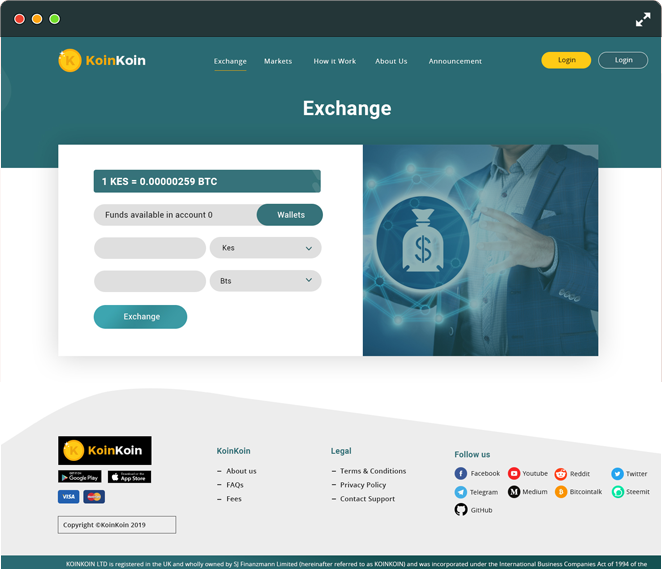 KoinKoin
Exchange Markets How it Work About Us Announcement
Login Login
Exchange
1 KES = 0.00000259 BTC
Funds available in account 0 Wallets
Kes
Bts
Exchange
KoinKoin
GET IT ON
Google Play
Download on the
App Store
VISA MasterCard
Copyright ©KoinKoin 2019
KoinKoin
– About us
– FAQs
– Fees
Legal
– Terms & Conditions
– Privacy Policy
– Contact Support
Follow us
Facebook Youtube Reddit Twitter
Telegram Medium Bitcointalk Steemit
GitHub
KOINKOIN LTD is registered in the UK and wholly owned by SJ Finanzmann Limited (hereinafter referred to as KOINKOIN) and was incorporated under the International Business Companies Act of 1994 of the